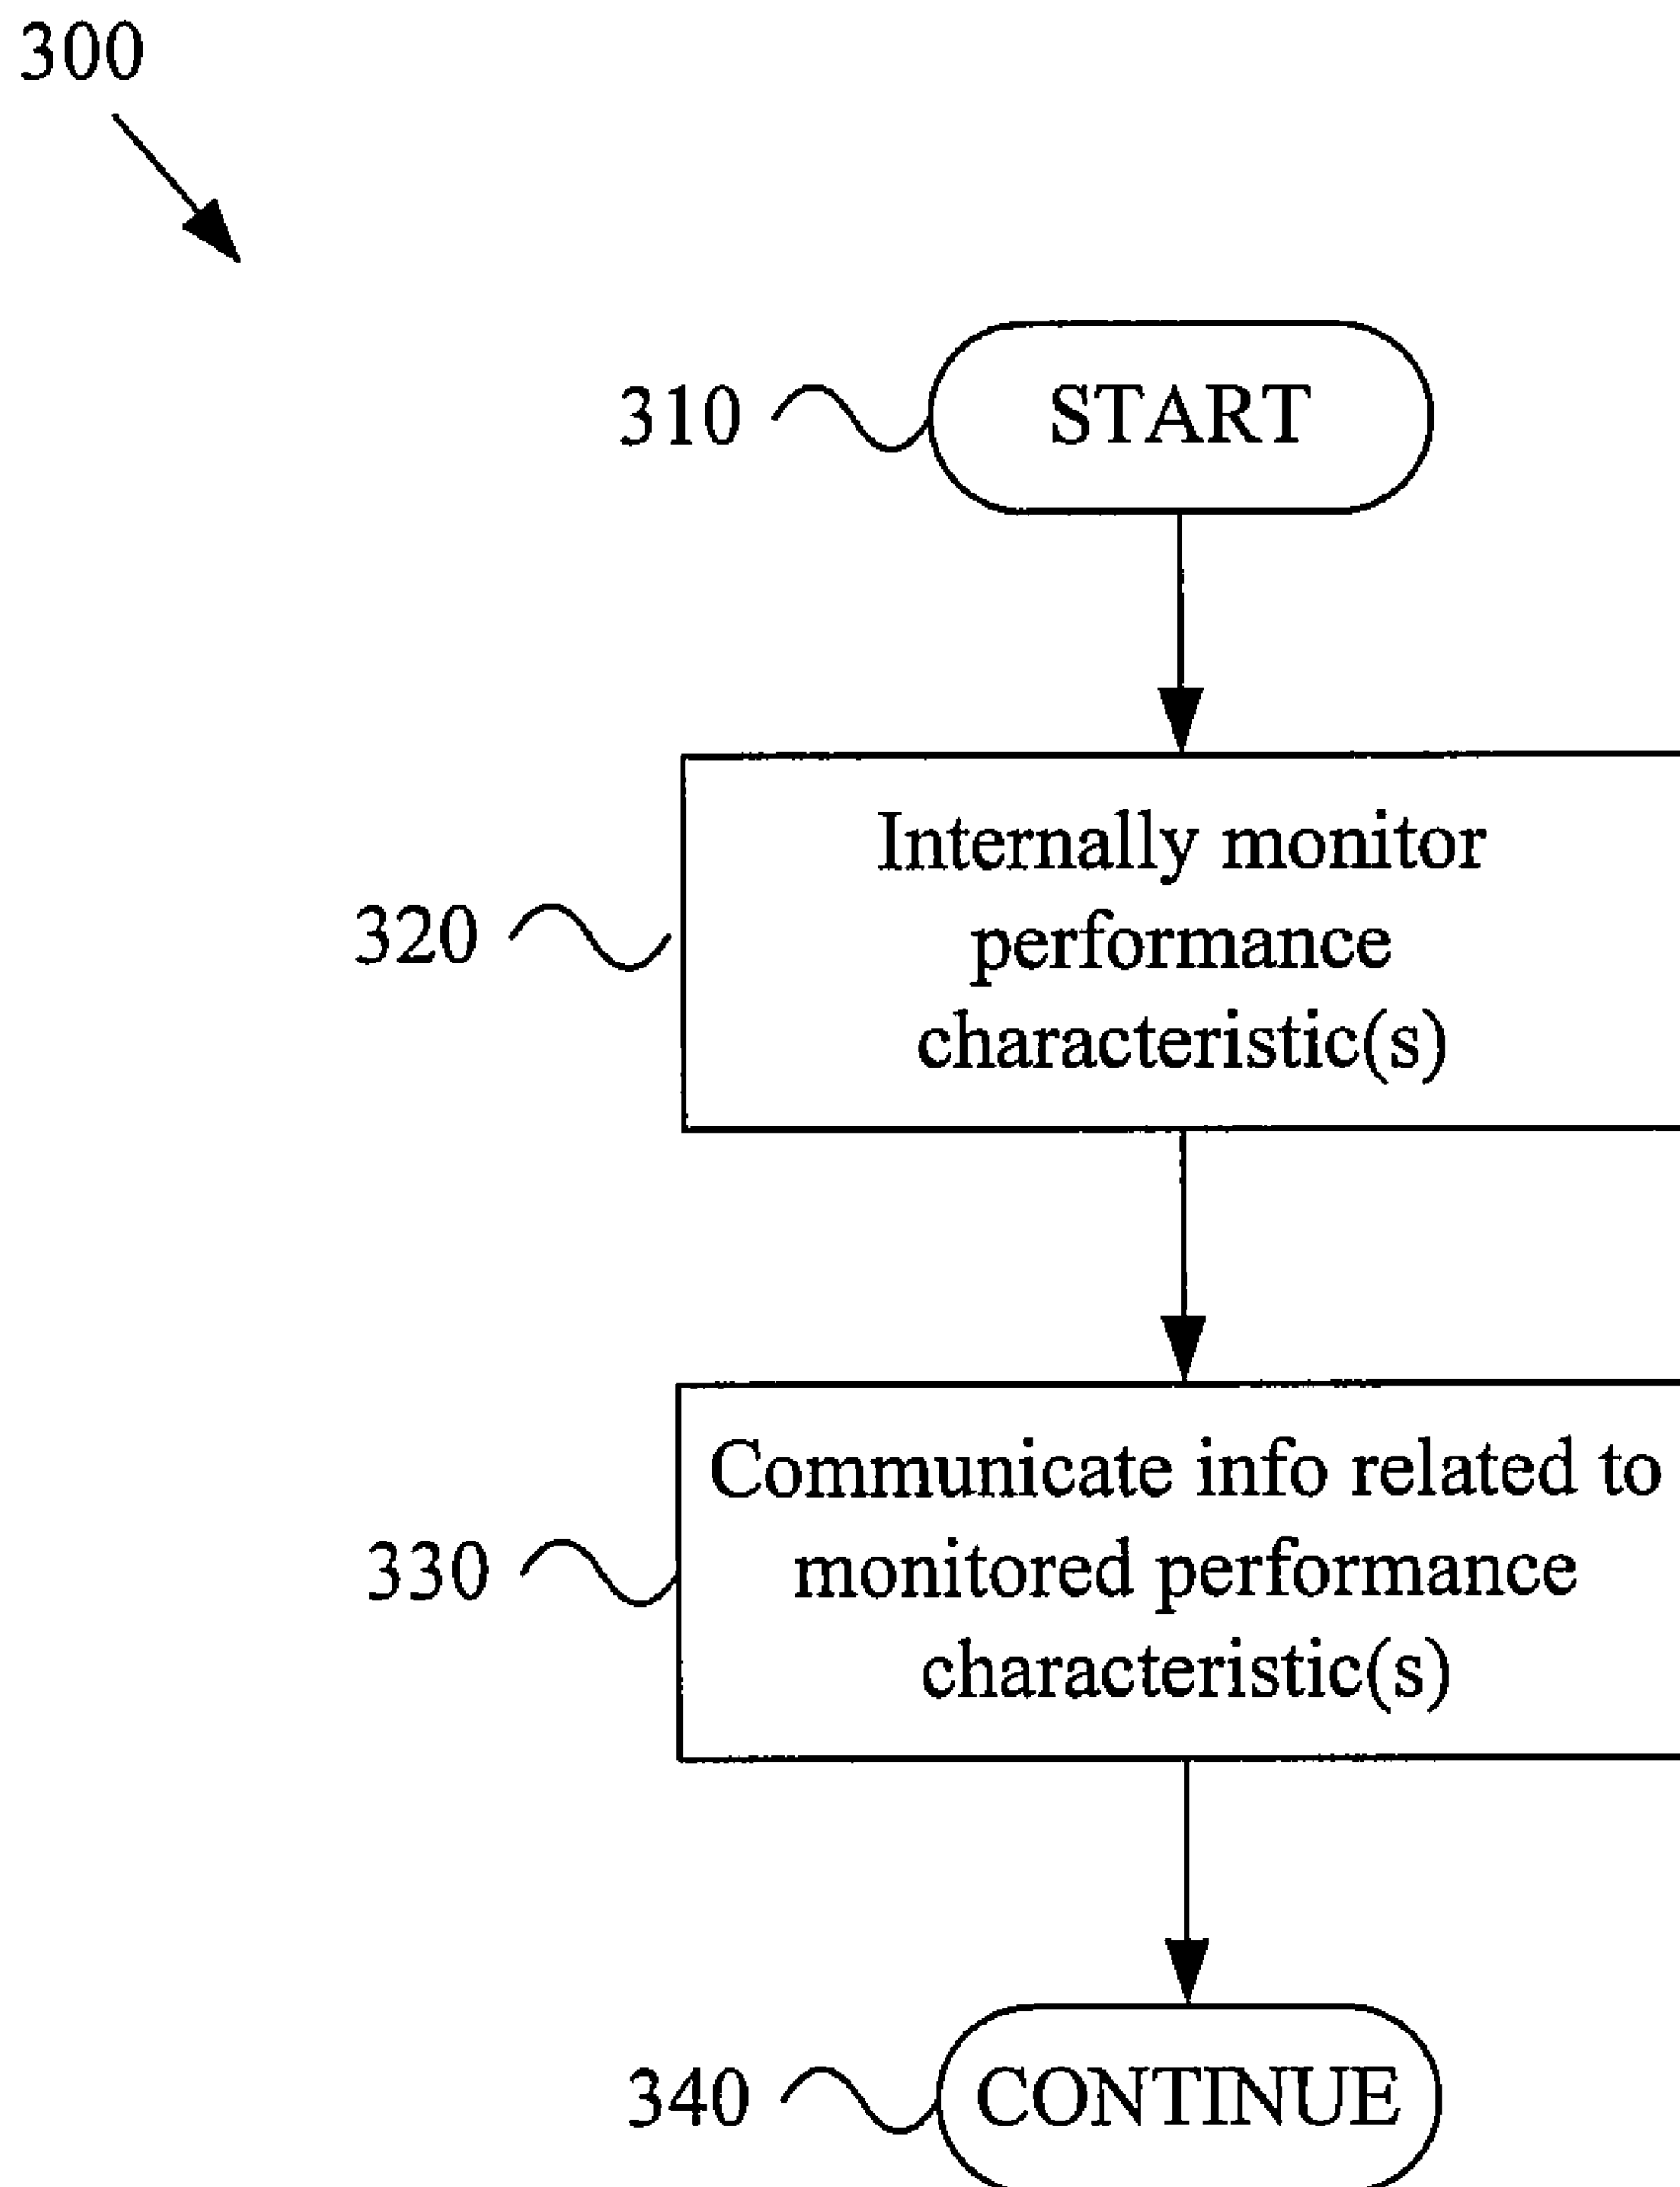 300
310
START
320
Internally monitor
performance
characteristic(s)
330
Communicate info related to
monitored performance
characteristic(s)
340
CONTINUE